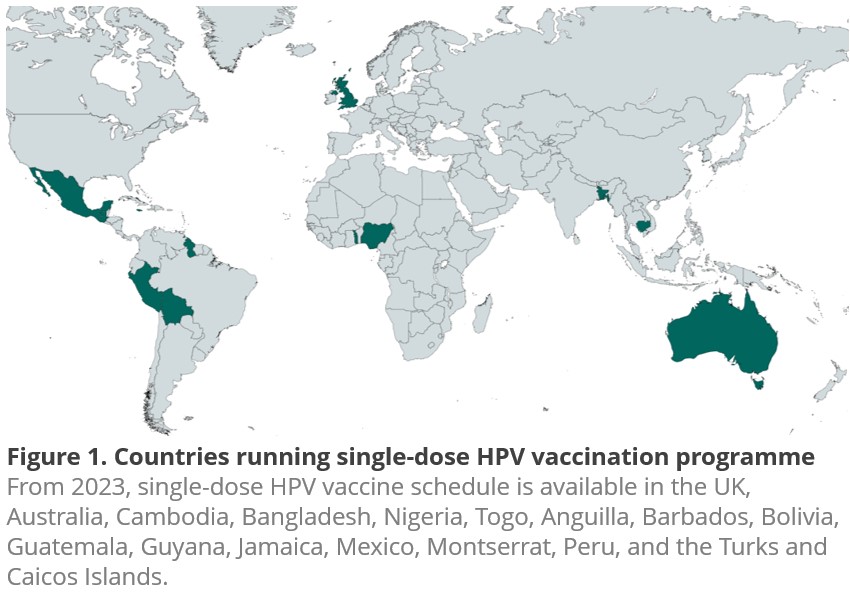 Figure 1. Countries running single-dose HPV vaccination programme
From 2023, single-dose HPV vaccine schedule is available in the UK,
Australia, Cambodia, Bangladesh, Nigeria, Togo, Anguilla, Barbados, Bolivia,
Guatemala, Guyana, Jamaica, Mexico, Montserrat, Peru, and the Turks and
Caicos Islands.